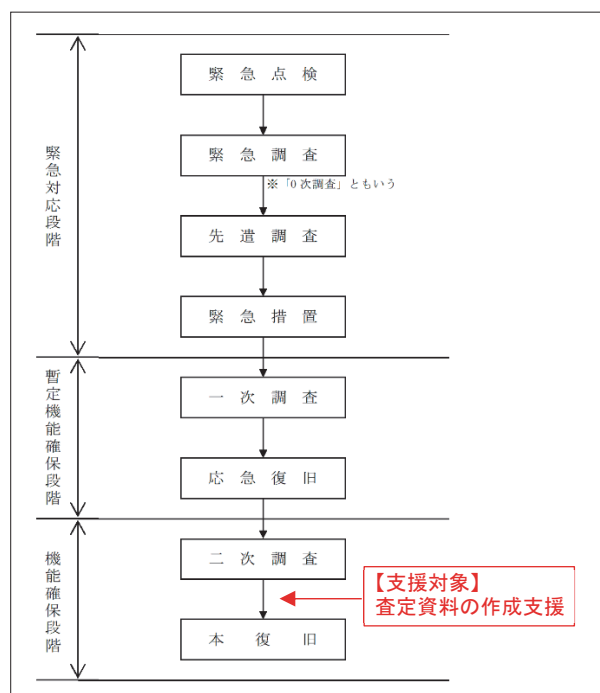 緊急対応段階
緊急点検
緊急調査
※「0次調査」ともいう
先遣調査
緊急措置
暫定機能確保段階
一次調査
応急復旧
機能確保段階
二次調査
【支援対象】
査定資料の作成支援
本復旧